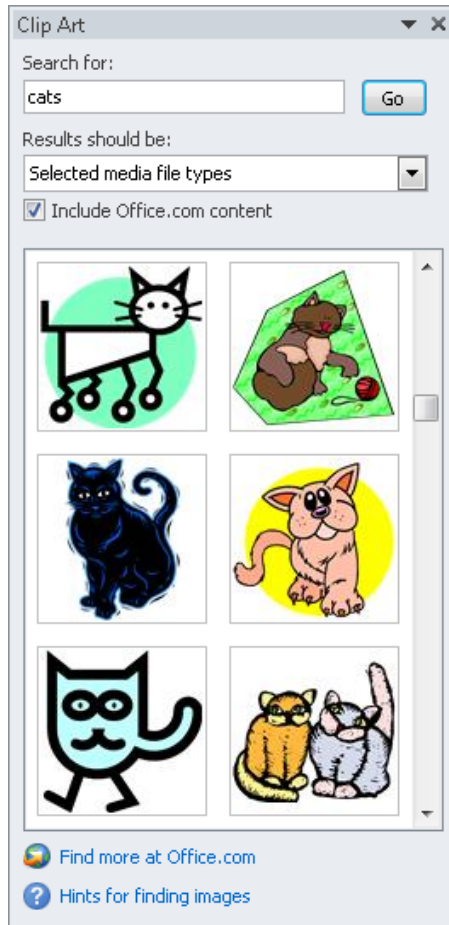 Clip Art
Search for:
cats
Go
Results should be:
Selected media file types
Include Office.com content
Find more at Office.com
Hints for finding images